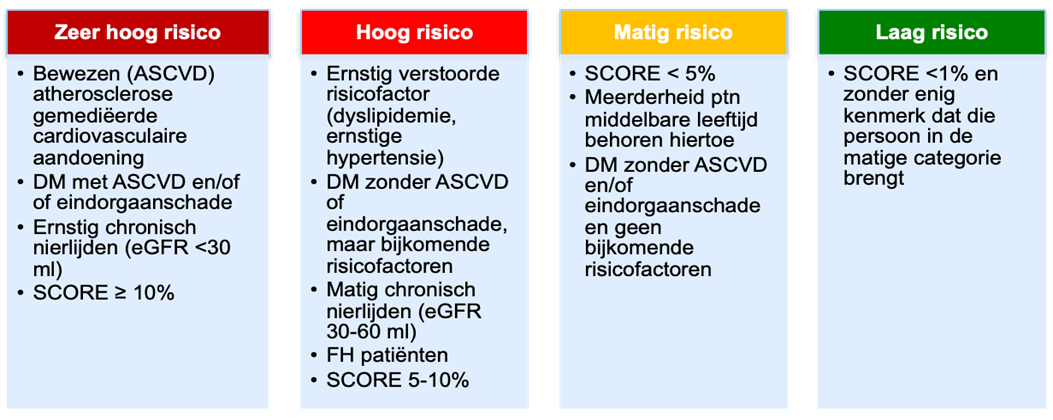 Zeer hoog risico
• Bewezen (ASCVD)
atherosclerose
gemediëerde
cardiovasculaire
aandoening
• DM met ASCVD en/of
of eindorgaanschade
• Ernstig chronisch
nierlijden (eGFR <30
ml)
• SCORE ≥ 10%
Hoog risico
• Ernstig verstoorde
risicofactor
(dyslipidemie,
ernstige
hypertensie)
• DM zonder ASCVD
of
eindorgaanschade,
maar bijkomende
risicofactoren
• Matig chronisch
nierlijden (eGFR
30-60 ml)
• FH patiënten
• SCORE 5-10%
Matig risico
• SCORE < 5%
• Meerderheid ptn
middelbare leeftijd
behoren hiertoe
• DM zonder ASCVD
en/of
eindorgaanschade
en geen
bijkomende
risicofactoren
Laag risico
• SCORE <1% en
zonder enig
kenmerk dat die
persoon in de
matige categorie
brengt